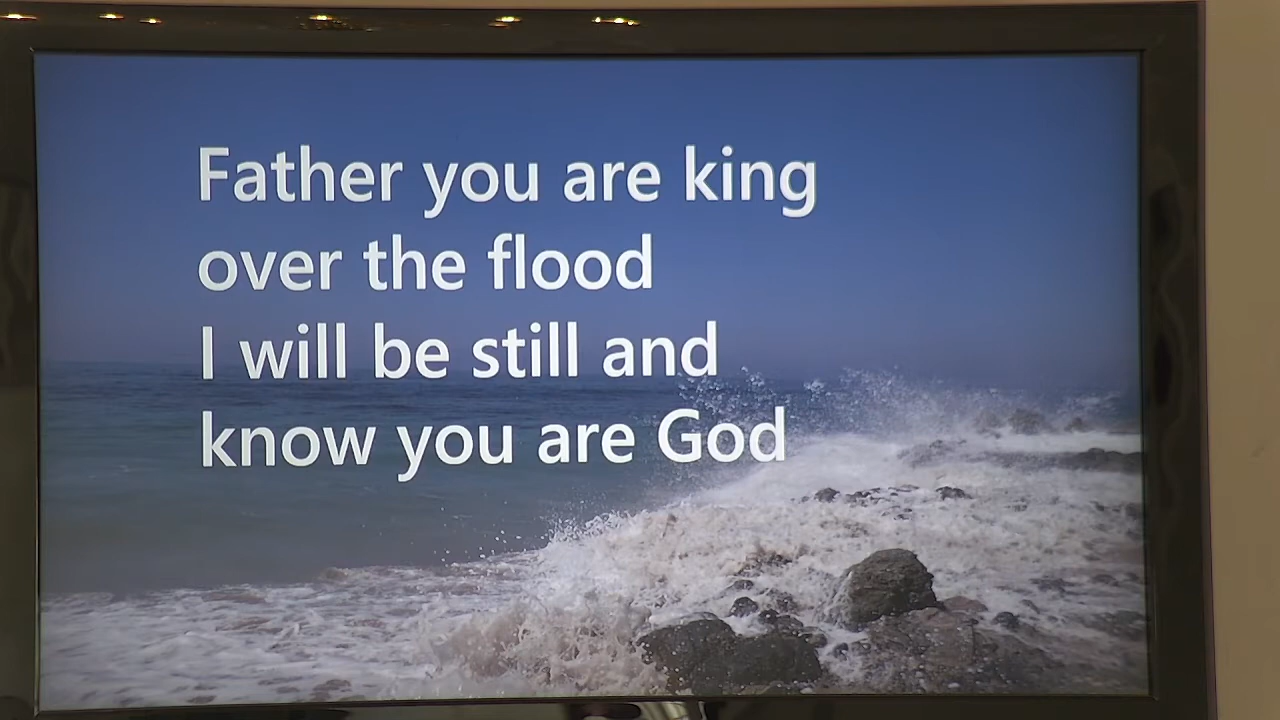 Father you are king
over the flood
I will be still and
know you are God